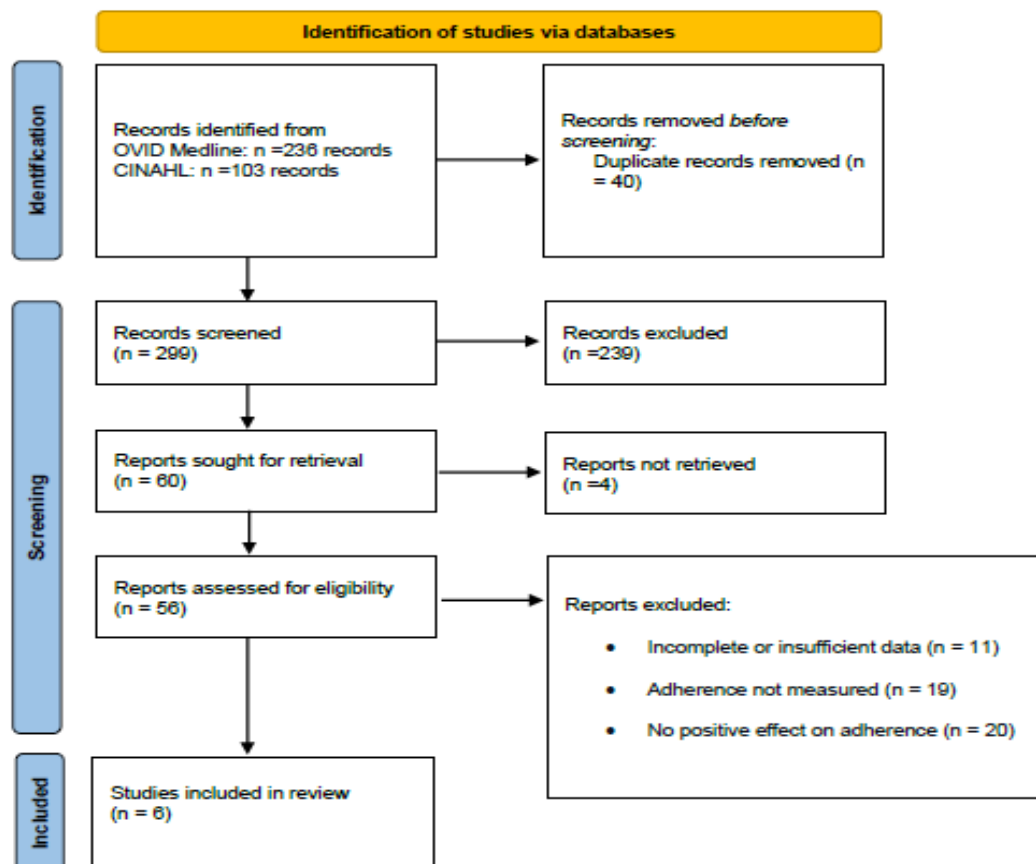 Identification of studies via databases
Identification
Records identified from
OVID Medline: n =236 records
CINAHL: n =103 records
Records removed before
screening:
Duplicate records removed (n
= 40)
Screening
Records screened
(n = 299)
Records excluded
(n =239)
Reports sought for retrieval
(n = 60)
Reports not retrieved
(n =4)
Reports assessed for eligibility
(n = 56)
Reports excluded:
• Incomplete or insufficient data (n = 11)
• Adherence not measured (n = 19)
• No positive effect on adherence (n = 20)
Included
Studies included in review
(n = 6)